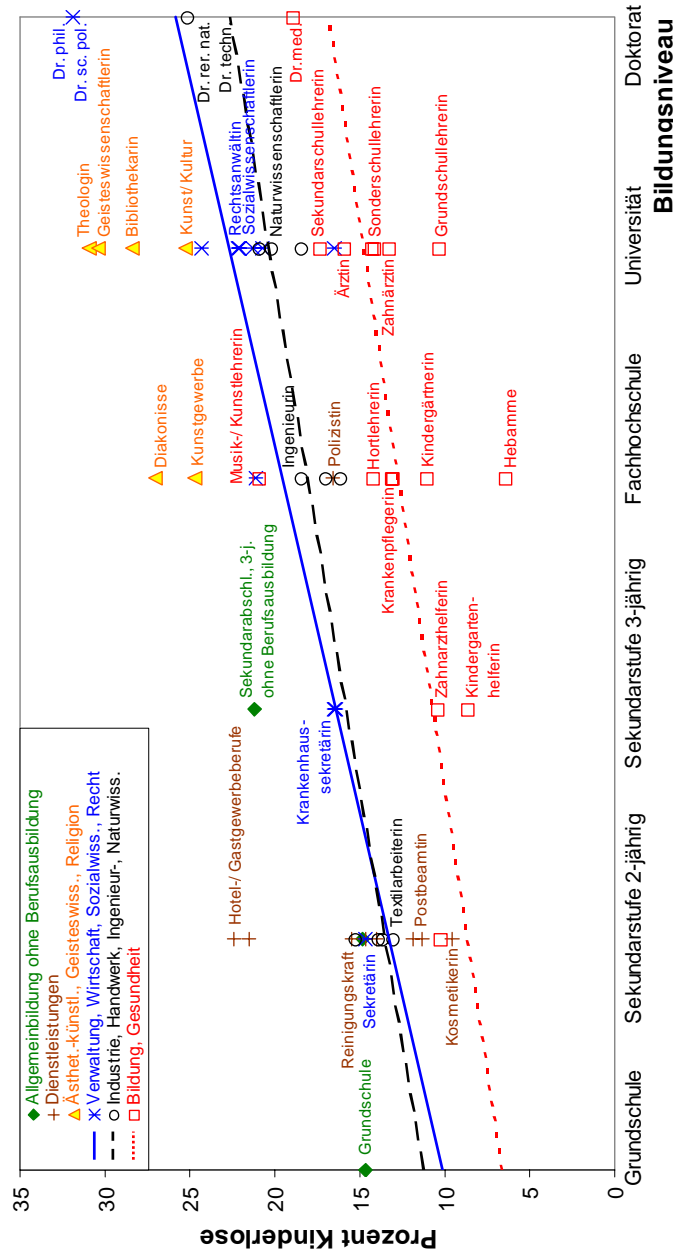 Allgemeinbildung ohne Berufsausbildung
Dienstleistungen
Ästhet.-künstl., Geisteswiss., Religion
Verwaltung, Wirtschaft, Sozialwiss., Recht
Industrie, Handwerk, Ingenieur-, Naturwiss.
Bildung, Gesundheit
Prozent Kinderlose
35
30
25
20
15
10
5
0
Grundschule
Hotel-/ Gastgewerbeberufe
Reinigungskraft
Sekretärin
Textilarbeiterin
Postbeamtin
Kosmetikerin
Sekundarabschl., 3-j.
ohne Berufsausbildung
Krankenhaus-
sekretärin
Zahnarzthelferin
Kindergarten-
helferin
Diakonisse
Kunstgewerbe
Musik-/ Kunstlehrerin
Ingenieurin
Polizistin
Hortlehrerin
Krankenpflegerin
Kindergärtnerin
Hebamme
Theologin
Geisteswissenschaftlerin
Bibliothekarin
Kunst/ Kultur
Rechtsanwältin
Sozialwissenschaftlerin
Naturwissenschaftlerin
Sekundarschullehrerin
Ärztin
Sonderschullehrerin
Zahnärztin
Grundschullehrerin
Dr. phil.
Dr. sc. pol.
Dr. rer. nat.
Dr. techn.
Dr.med.
Grundschule
Sekundarstufe 2-jährig
Sekundarstufe 3-jährig
Fachhochschule
Universität
Doktorat
Bildungsniveau